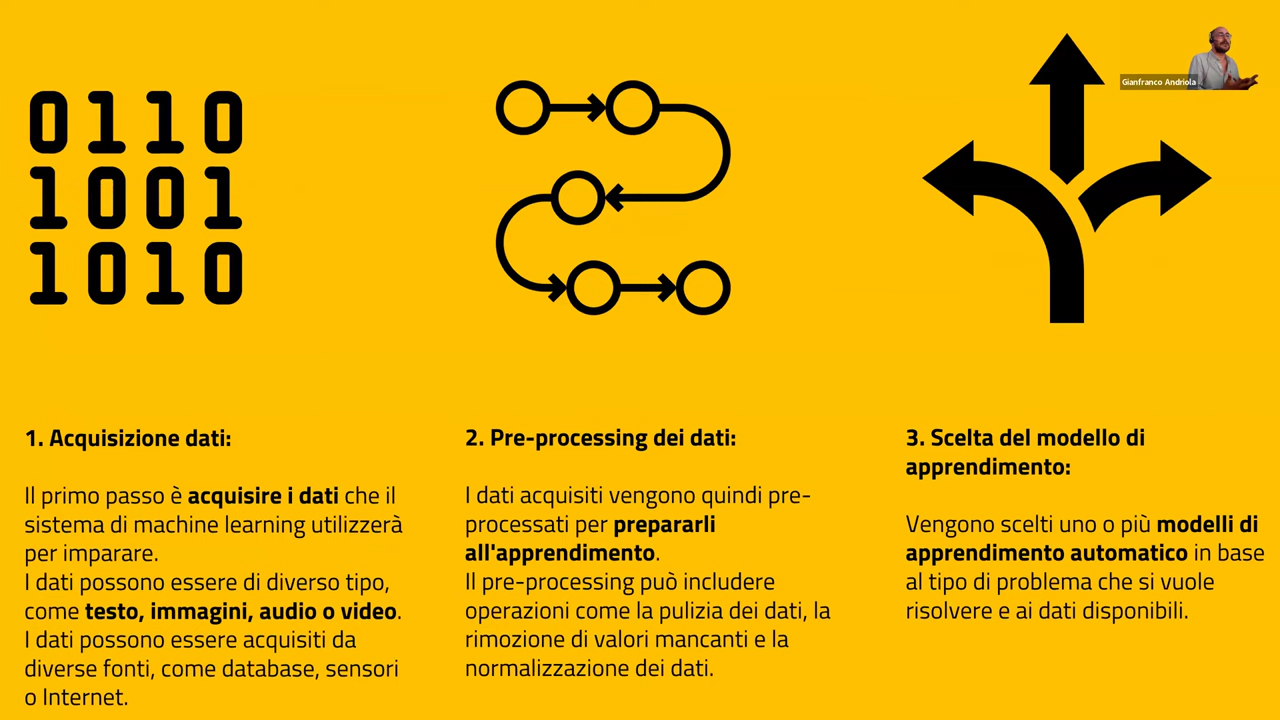 0110
1001
1010
Gianfranco Andriola
1. Acquisizione dati:
Il primo passo è acquisire i dati che il
sistema di machine learning utilizzerà
per imparare.
I dati possono essere di diverso tipo,
come testo, immagini, audio o video.
I dati possono essere acquisiti da
diverse fonti, come database, sensori
o Internet.
2. Pre-processing dei dati:
I dati acquisiti vengono quindi pre-
processati per prepararli
all'apprendimento.
Il pre-processing può includere
operazioni come la pulizia dei dati, la
rimozione di valori mancanti e la
normalizzazione dei dati.
3. Scelta del modello di
apprendimento:
Vengono scelti uno o più modelli di
apprendimento automatico in base
al tipo di problema che si vuole
risolvere e ai dati disponibili.